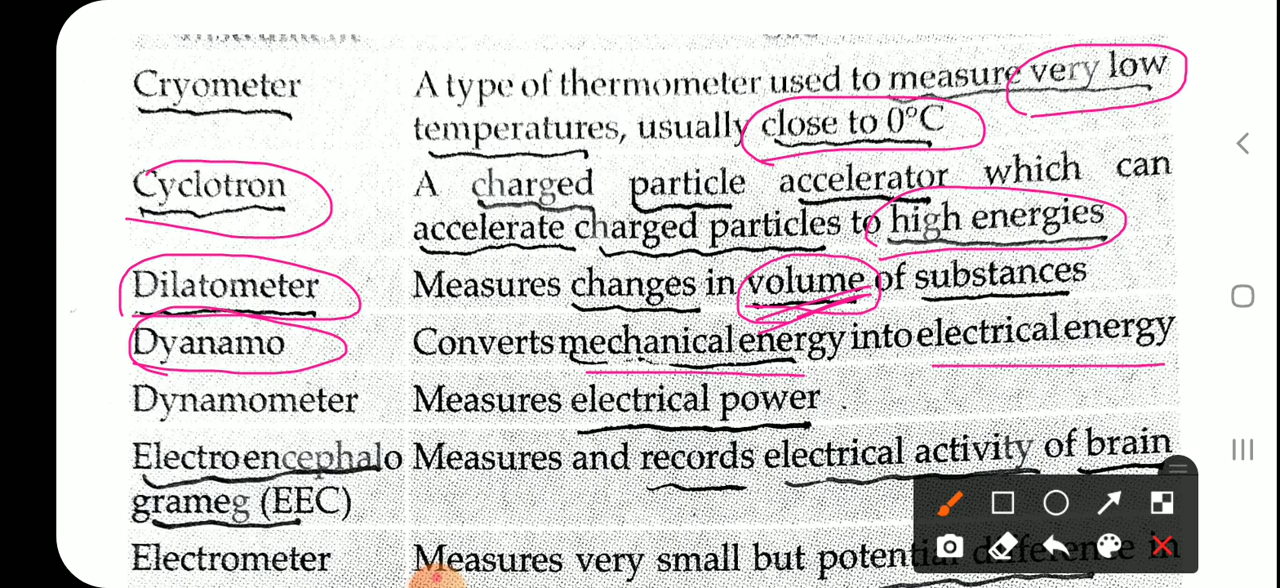 Cryometer A type of thermometer used to measure very low
temperatures, usually close to 0°C
Cyclotron A charged particle accelerator which can
accelerate charged particles to high energies
Dilatometer Measures changes in volume of substances
Dyanamo Converts mechanical energy into electrical energy
Dynamometer Measures electrical power
Electroencephalo Measures and records electrical activity of brain
grameg (EEC)
Electrometer Measures very small but potential difference in